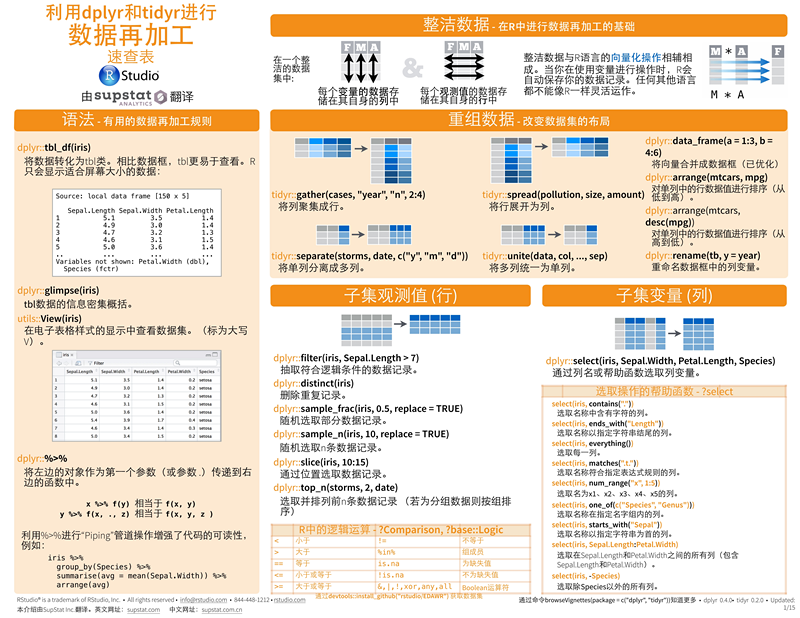 利用dplyr和tidyr进行
数据再加工
速查表
R Studio
由supstat翻译
ANALYTICS
整洁数据 - 在R中进行数据再加工的基础
在一个整
洁的数据
集中:
F M A
每个变量的数据存
储在其自身的列中
&
F M A
每个观测值的数据存
储在其自身的行中
整洁数据与R语言的向量化操作相辅相
成。当你在使用变量进行操作时，R会
自动保存你的数据记录。任何其他语言
都不能像R一样灵活运作。
M * A F
M * A
语法 - 有用的数据再加工规则
dplyr::tbl_df(iris)
将数据转化为tbl类。相比数据框，tbl更易于查看。R
只会显示适合屏幕大小的数据：
Source: local data frame [150 x 5]
Sepal.Length Sepal.Width Petal.Length
1 5.1 3.5 1.4
2 4.9 3.0 1.4
3 4.7 3.2 1.3
4 4.6 3.1 1.5
5 5.0 3.6 1.4
.. ... ... ...
Variables not shown: Petal.Width (dbl),
Species (fctr)
dplyr::glimpse(iris)
tbl数据的信息密集概括。
utils::View(iris)
在电子表格样式的显示中查看数据集。（标为大写
V）。
iris
Filter
Sepal.Length Sepal.Width Petal.Length Petal.Width Species
1 5.1 3.5 1.4 0.2 setosa
2 4.9 3.0 1.4 0.2 setosa
3 4.7 3.2 1.3 0.2 setosa
4 4.6 3.1 1.5 0.2 setosa
5 5.0 3.6 1.4 0.2 setosa
6 5.4 3.9 1.7 0.4 setosa
7 4.6 3.4 1.4 0.3 setosa
8 5.0 3.4 1.5 0.2 setosa
dplyr::%>%
将左边的对象作为第一个参数（或参数.）传递到右
边的函数中。
x %>% f(y) 相当于 f(x, y)
y %>% f(x, ., z) 相当于 f(x, y, z )
利用%>%进行“Piping”管道操作增强了代码的可读性，
例如:
iris %>%
group_by(Species) %>%
summarise(avg = mean(Sepal.Width)) %>%
arrange(avg)
重组数据 - 改变数据集的布局
tidyr::gather(cases, "year", "n", 2:4)
将列聚集成行。
tidyr::spread(pollution, size, amount)
将行展开为列。
tidyr::separate(storms, date, c("y", "m", "d"))
将单列分离成多列。
tidyr::unite(data, col, ..., sep)
将多列统一为单列。
dplyr::data_frame(a = 1:3, b =
4:6)
将向量合并成数据框（已优化）
dplyr::arrange(mtcars, mpg)
对单列中的行数据值进行排序（从
低到高）。
dplyr::arrange(mtcars,
desc(mpg))
对单列中的行数据值进行排序（从
高到低）。
dplyr::rename(tb, y = year)
重命名数据框中的列变量。
子集观测值 (行)
dplyr::filter(iris, Sepal.Length > 7)
抽取符合逻辑条件的数据记录。
dplyr::distinct(iris)
删除重复记录。
dplyr::sample_frac(iris, 0.5, replace = TRUE)
随机选取部分数据记录。
dplyr::sample_n(iris, 10, replace = TRUE)
随机选取n条数据记录。
dplyr::slice(iris, 10:15)
通过位置选取数据记录。
dplyr::top_n(storms, 2, date)
选取并排列前n条数据记录 （若为分组数据则按组排
序）
R中的逻辑运算 - ?Comparison, ?base::Logic
< 小于 != 不等于
> 大于 %in% 组成员
== 等于 is.na 为缺失值
<= 小于或等于 !is.na 不为缺失值
>= 大于或等于 &,|,!,xor,any,all Boolean运算符
子集变量 (列)
dplyr::select(iris, Sepal.Width, Petal.Length, Species)
通过列名或帮助函数选取列变量。
选取操作的帮助函数 - ?select
select(iris, contains("."))
选取名称中含有字符的列。
select(iris, ends_with("Length"))
选取名称以指定字符串结尾的列。
select(iris, everything())
选取每一列。
select(iris, matches(".t."))
选取名称符合指定表达式规则的列。
select(iris, num_range("x", 1:5))
选取名为x1、x2、x3、x4、x5的列。
select(iris, one_of(c("Species", "Genus")))
选取名称在指定名字组内的列。
select(iris, starts_with("Sepal"))
选取名称以指定字符串为首的列。
select(iris, Sepal.Length:Petal.Width)
选取在Sepal.Length和Petal.Width之间的所有列（包含
Sepal.Length和Petal.Width）。
select(iris, -Species)
选取除Species以外的所有列。
通过devtools::install_github("rstudio/EDAWR")获取数据集
RStudio® is a trademark of RStudio, Inc. • All rights reserved • info@rstudio.com • 844-448-1212 • rstudio.com
通过命令browseVignettes(package = c("dplyr", "tidyr"))知道更多 • dplyr 0.4.0• tidyr 0.2.0 • Updated:
1/15
本介绍由SupStat Inc 翻译。英文网址：supstat.com 中文网址：supstat.com.cn